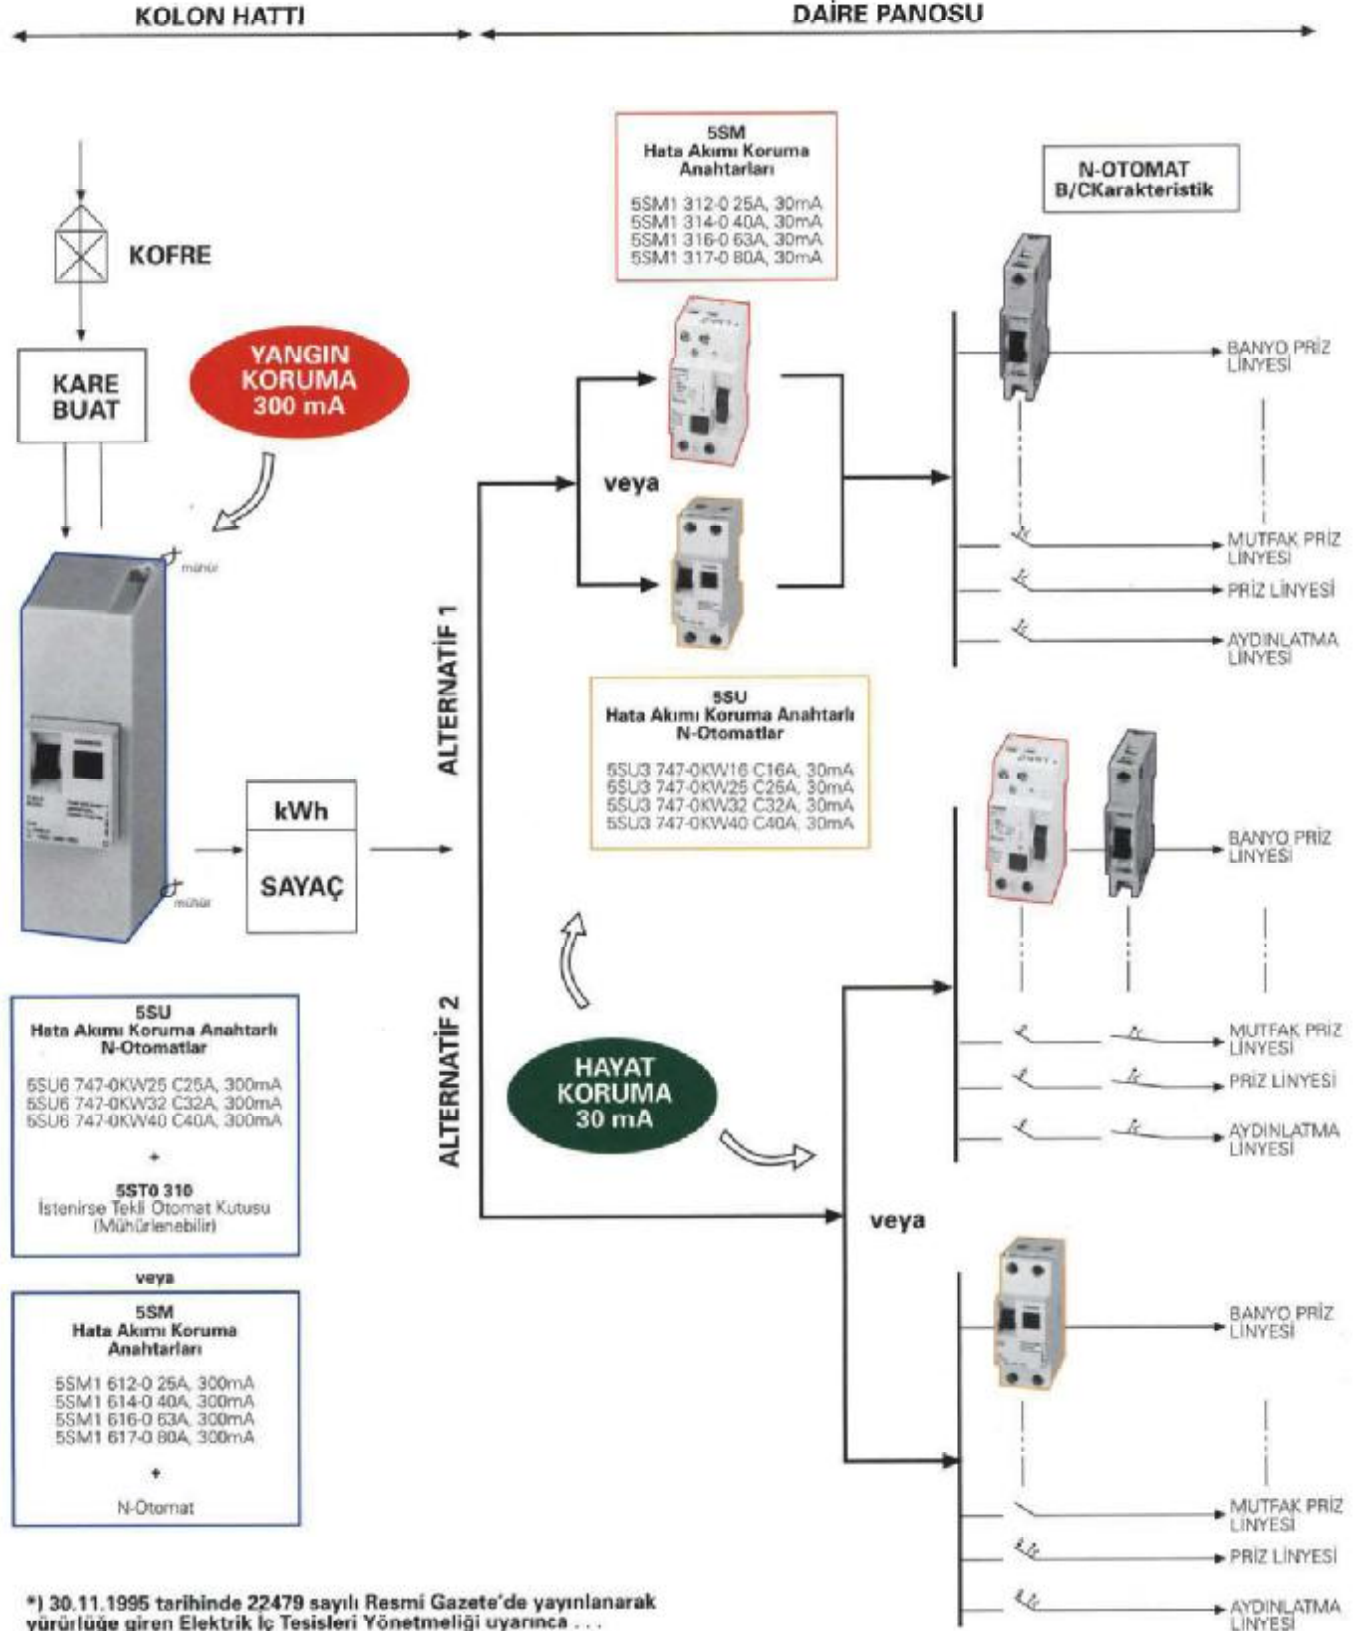 KOLON HATTI
DAİRE PANOSU
5SM
Hata Akımı Koruma
Anahtarları
5SM1 312-0 25A, 30mA
5SM1 314-0 40A, 30mA
5SM1 316-0 63A, 30mA
5SM1 317-0 80A, 30mA
N-OTOMAT
B/CKarakteristik
KOFRE
YANGIN
KORUMA
300 mA
KARE
BUAT
BANYO PRİZ
LİNYESİ
veya
mühür
MUTFAK PRİZ
LİNYESİ
PRİZ LİNYESİ
AYDINLATMA
LİNYESİ
ALTERNATİF 1
5SU
Hata Akımı Koruma Anahtarlı
N-Otomatlar
5SU3 747-0KW16 C16A, 30mA
5SU3 747-0KW25 C25A, 30mA
5SU3 747-0KW32 C32A, 30mA
5SU3 747-0KW40 C40A, 30mA
kWh
SAYAÇ
mühür
BANYO PRİZ
LİNYESİ
MUTFAK PRİZ
LİNYESİ
PRİZ LİNYESİ
AYDINLATMA
LİNYESİ
ALTERNATİF 2
HAYAT
KORUMA
30 mA
5SU
Hata Akımı Koruma Anahtarlı
N-Otomatlar
5SU6 747-0KW25 C25A, 300mA
5SU6 747-0KW32 C32A, 300mA
5SU6 747-0KW40 C40A, 300mA
+
5ST0 310
İstenirse Tekli Otomat Kutusu
(Mühürlenebilir)
veya
veya
5SM
Hata Akımı Koruma
Anahtarları
5SM1 612-0 25A, 300mA
5SM1 614-0 40A, 300mA
5SM1 616-0 63A, 300mA
5SM1 617-0 80A, 300mA
+
N-Otomat
BANYO PRİZ
LİNYESİ
MUTFAK PRİZ
LİNYESİ
PRİZ LİNYESİ
AYDINLATMA
LİNYESİ
*) 30.11.1995 tarihinde 22479 sayılı Resmi Gazete'de yayınlanarak
yürürlüğe giren Elektrik İç Tesisleri Yönetmeliği uyarınca . . .